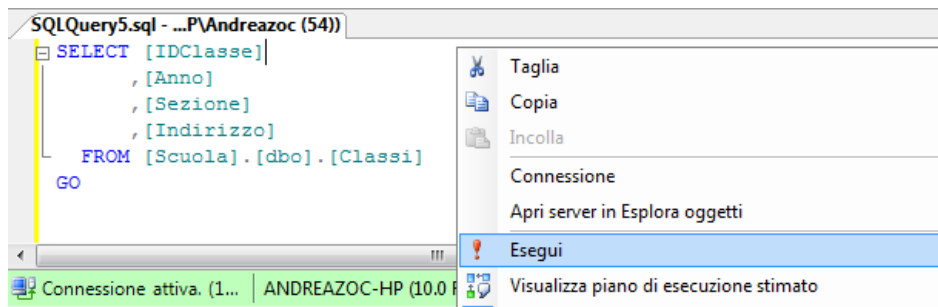 SQLQuery5.sql - ...P\Andreazoc (54))
SELECT [IDClasse]
,[Anno]
,[Sezione]
,[Indirizzo]
FROM [Scuola].[dbo].[Classi]
GO
Taglia
Copia
Incolla
Connessione
Apri server in Esplora oggetti
Esegui
Visualizza piano di esecuzione stimato
Connessione attiva. (1... ANDREAZOC-HP (10.0